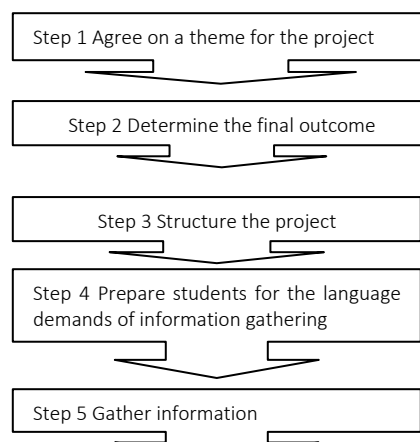 Step 1 Agree on a theme for the project
Step 2 Determine the final outcome
Step 3 Structure the project
Step 4 Prepare students for the language
demands of information gathering
Step 5 Gather information